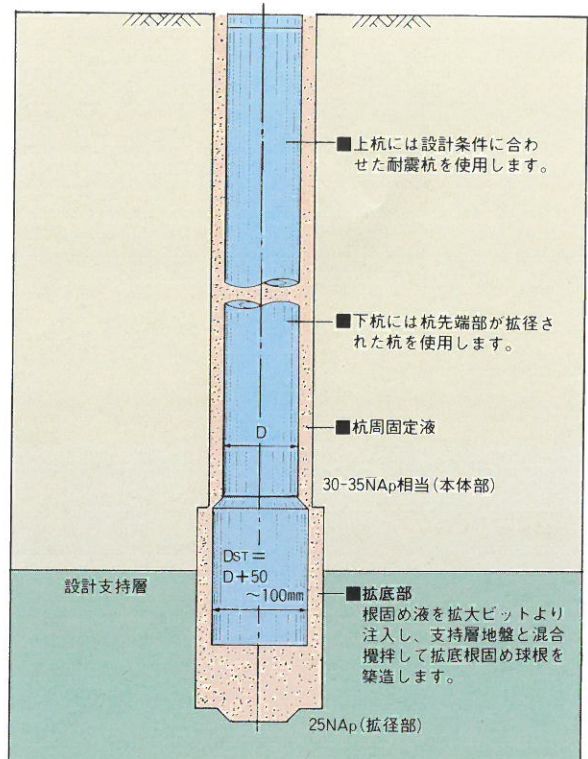 ■上杭には設計条件に合わ
せた耐震杭を使用します。
■下杭には杭先端部が拡径さ
れた杭を使用します。
■杭周固定液
D
30-35N̄Ap相当(本体部)
DST＝
D+50
～100mm
設計支持層
■拡底部
根固め液を拡大ビットより
注入し、支持層地盤と混合
攪拌して拡底根固め球根を
築造します。
25N̄Ap(拡径部)